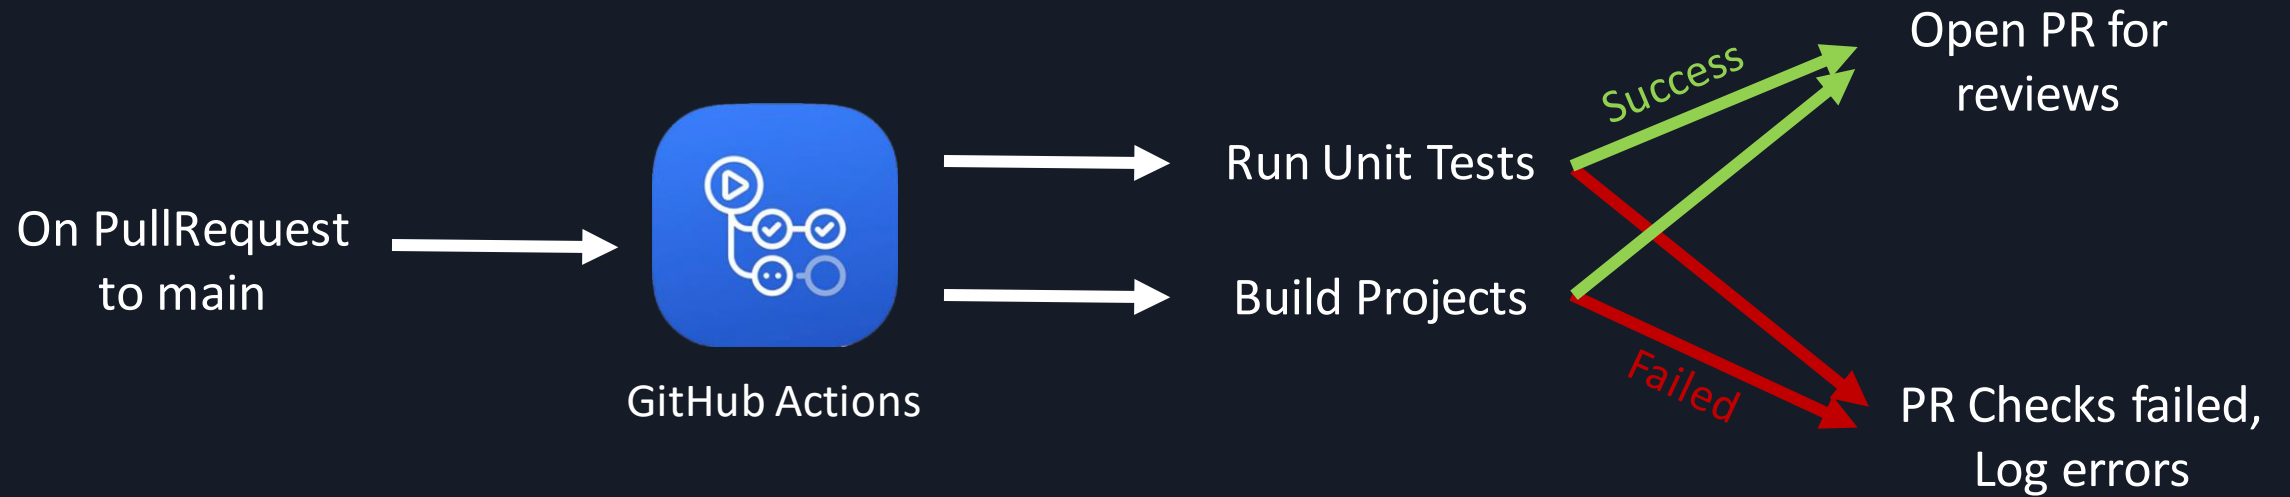 On PullRequest
to main
GitHub Actions
Run Unit Tests
Build Projects
Success
Failed
Open PR for
reviews
PR Checks failed,
Log errors